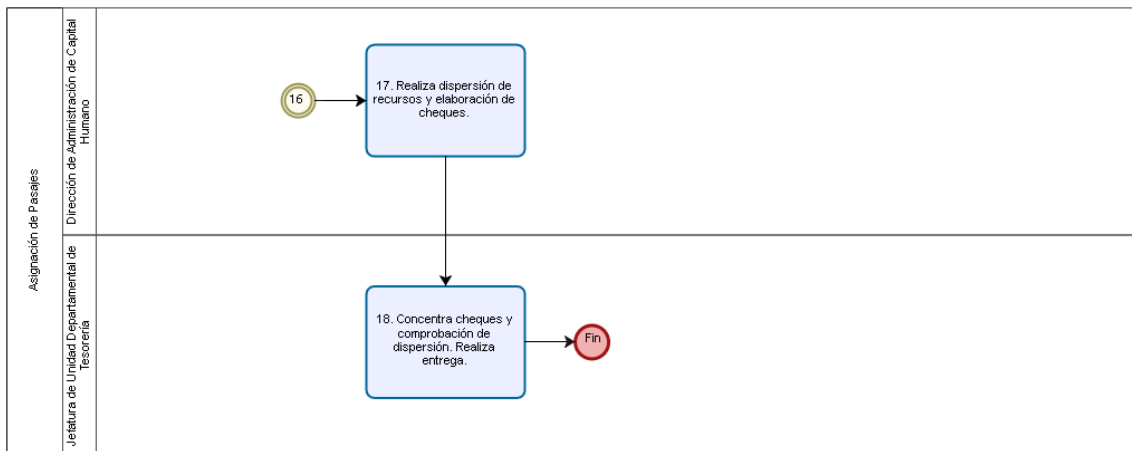 Asignación de Pasajes
Dirección de Administración de Capital
Humano
16
17. Realiza dispersión de
recursos y elaboración de
cheques.
Jefatura de Unidad Departamental de
Tesorería
18. Concentra cheques y
comprobación de
dispersión. Realiza
entrega.
Fin